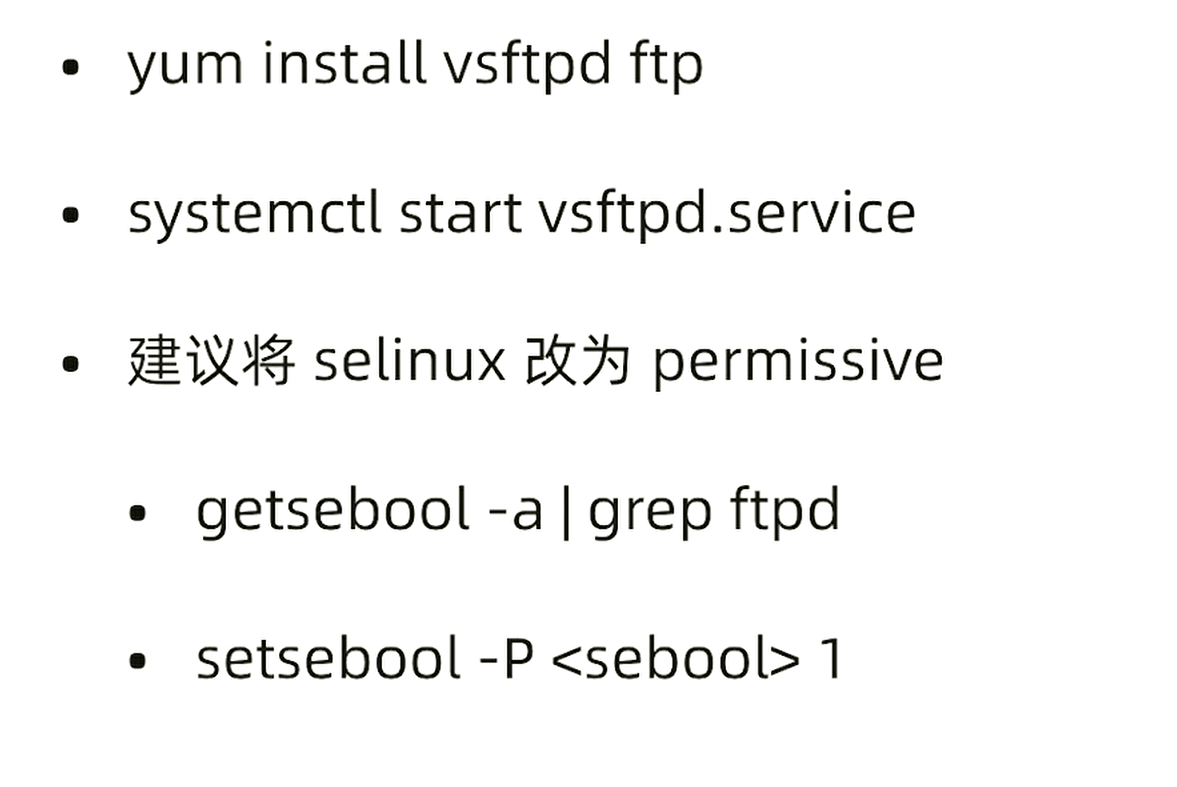 • yum install vsftpd ftp
• systemctl start vsftpd.service
• 建议将 selinux 改为 permissive
• getsebool -a | grep ftpd
• setsebool -P <sebool> 1